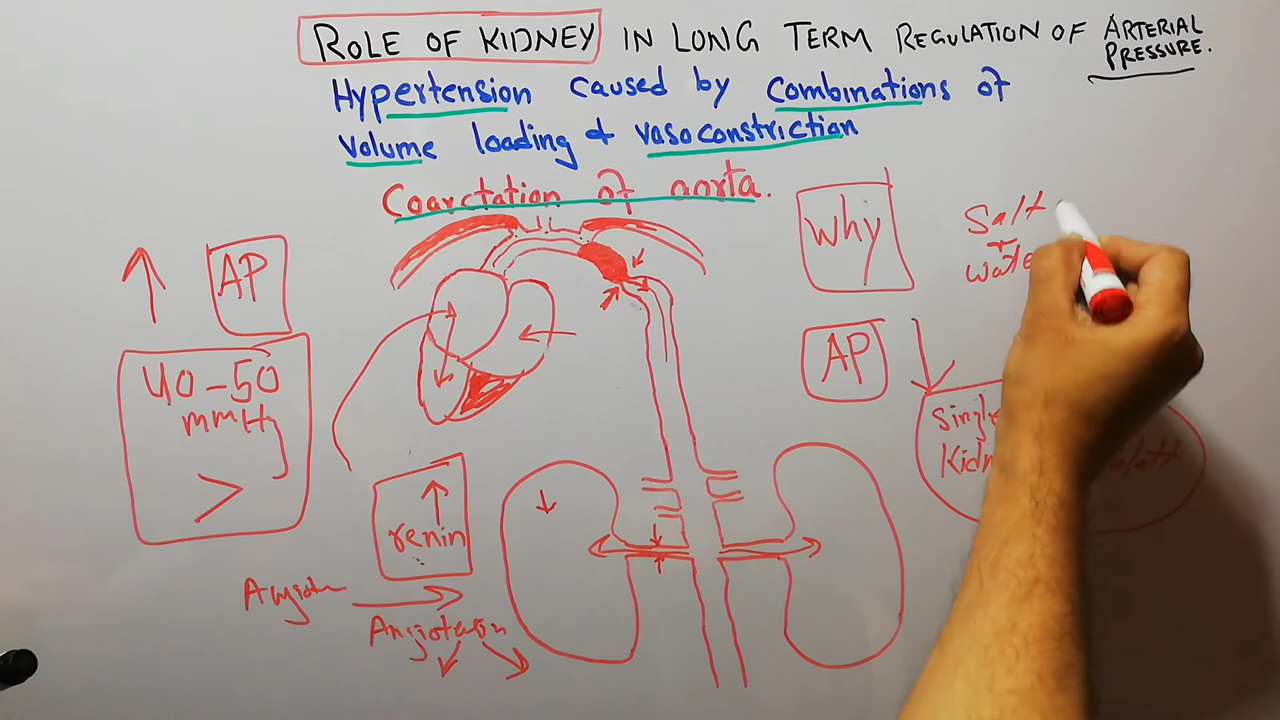 ROLE OF KIDNEY IN LONG TERM REGULATION OF ARTERIAL PRESSURE.
Hypertension caused by combinations of
volume loading & vasoconstriction
Coarctation of aorta.
Why
Salt
+
AP
40-50
mmHg
>
AP
renin
Angiotensin